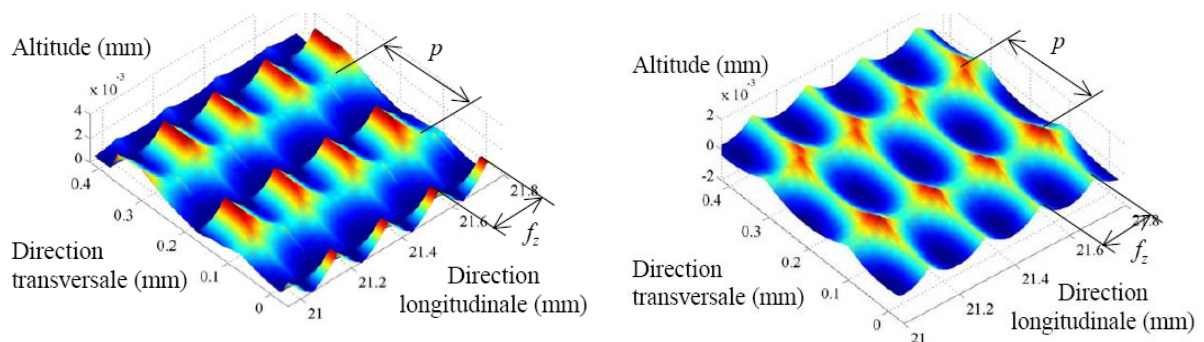 Altitude (mm)
x 10⁻³
4
2
0
0.4
0.3
0.2
0.1
0
Direction
transversale (mm)
21
21.2
21.4
21.6
21.8
Direction
longitudinale (mm)
p
f_z
Altitude (mm)
x 10⁻³
2
0
-2
0.4
0.3
0.2
0.1
0
Direction
transversale (mm)
21
21.2
21.4
21.6
Direction
longitudinale (mm)
p
f_z